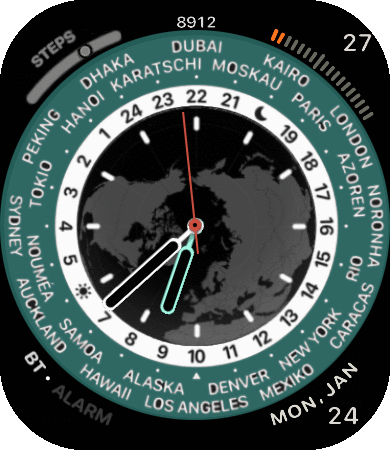 8912
STEPS
27
DUBAI
KAIRO
LONDON
NORONHA
RIO
CARACAS
NEW YORK
MEXIKO
DENVER
LOS ANGELES
ALASKA
HAWAII
SAMOA
AUCKLAND
NOUMÉA
SYDNEY
TOKIO
PEKING
HANOI
DHAKA
KARATSCHI
MOSKAU
PARIS
AZOREN
22
21
19
18
17
16
15
14
13
12
11
10
9
8
7
5
4
3
2
1
24
23
BT • ALARM
MON, JAN
24